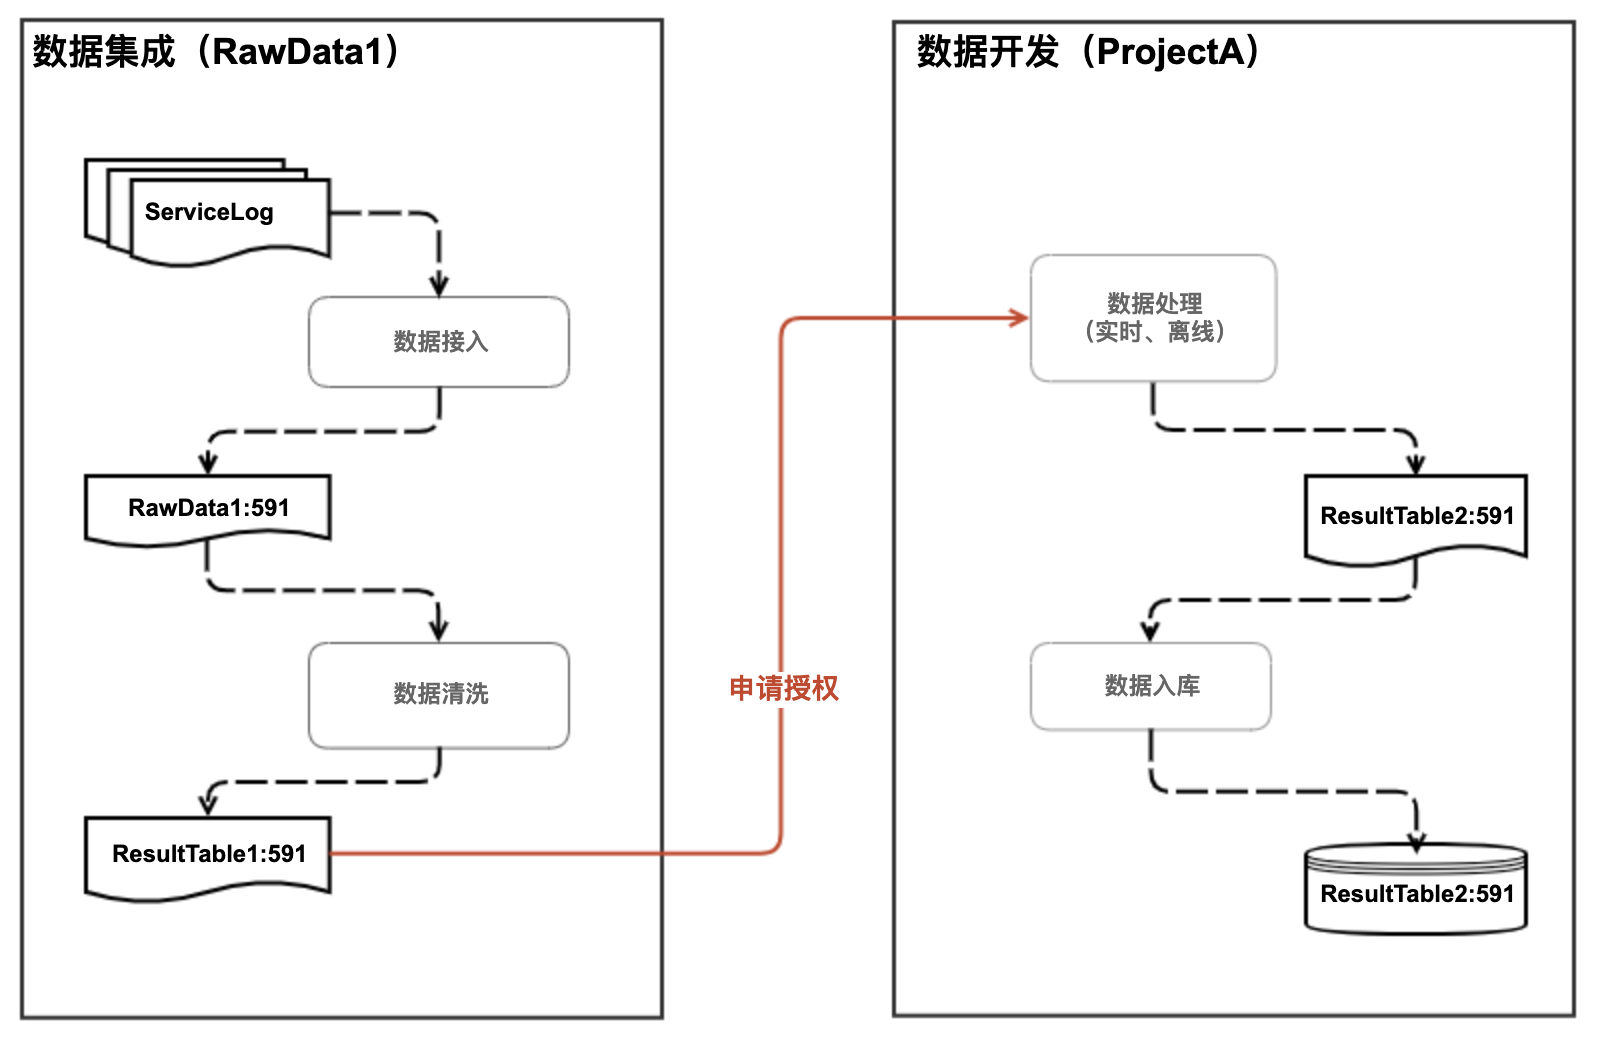 数据集成（RawData1）
ServiceLog
数据接入
RawData1:591
数据清洗
ResultTable1:591
申请授权
数据开发（ProjectA）
数据处理
（实时、离线）
ResultTable2:591
数据入库
ResultTable2:591